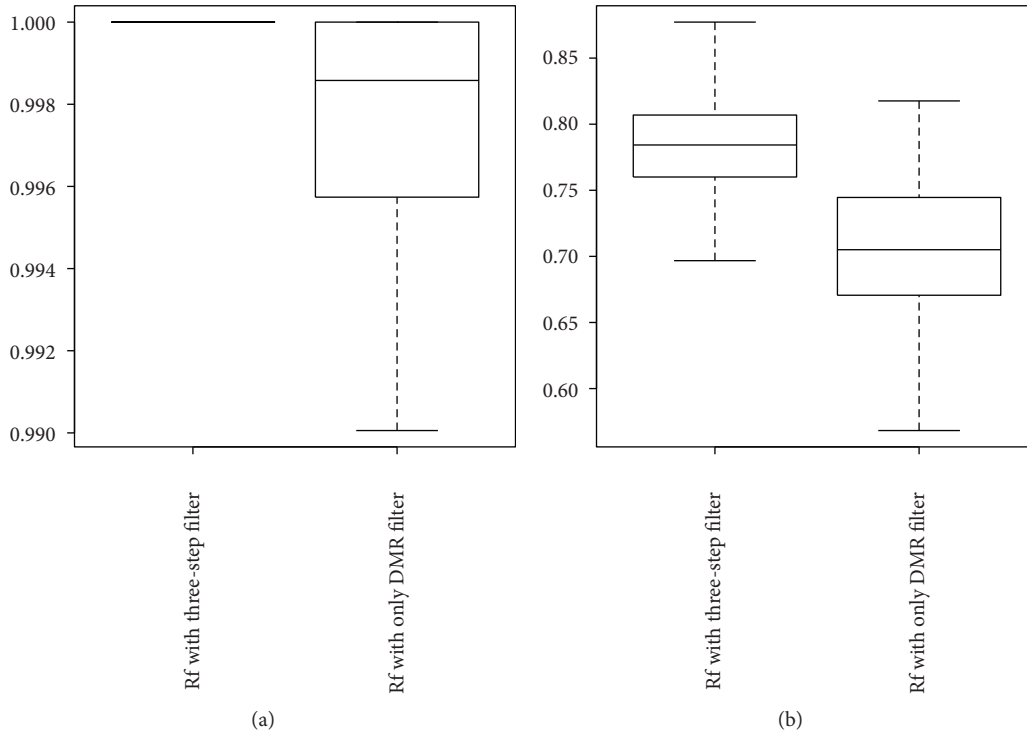 1.000
0.998
0.996
0.994
0.992
0.990
Rf with three-step filter
Rf with only DMR filter
(a)
0.85
0.80
0.75
0.70
0.65
0.60
Rf with three-step filter
Rf with only DMR filter
(b)